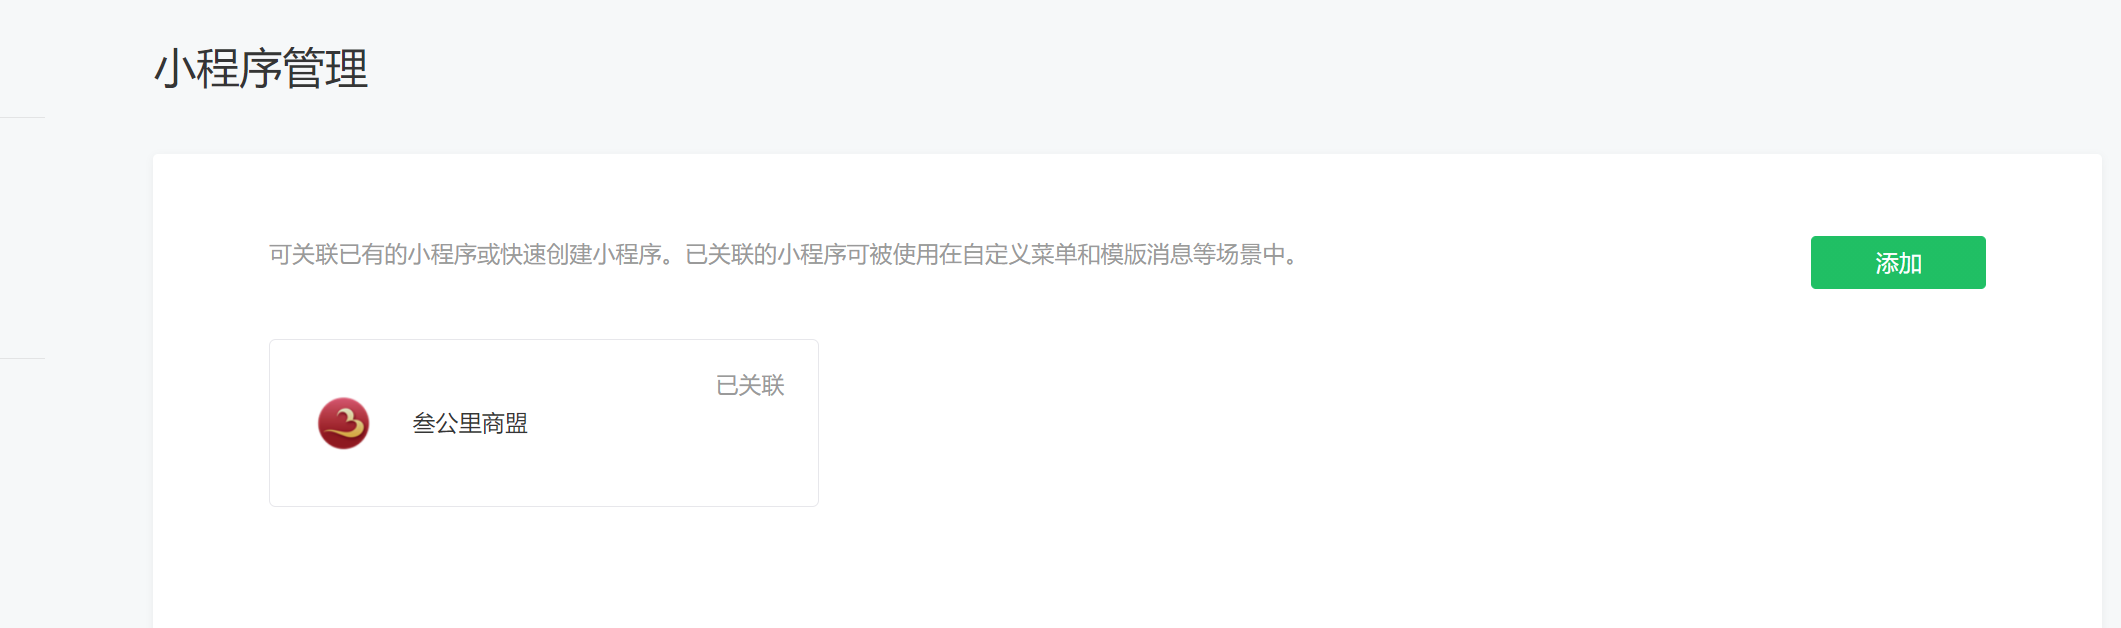 小程序管理
可关联已有的小程序或快速创建小程序。已关联的小程序可被使用在自定义菜单和模版消息等场景中。
添加
已关联
叁公里商盟